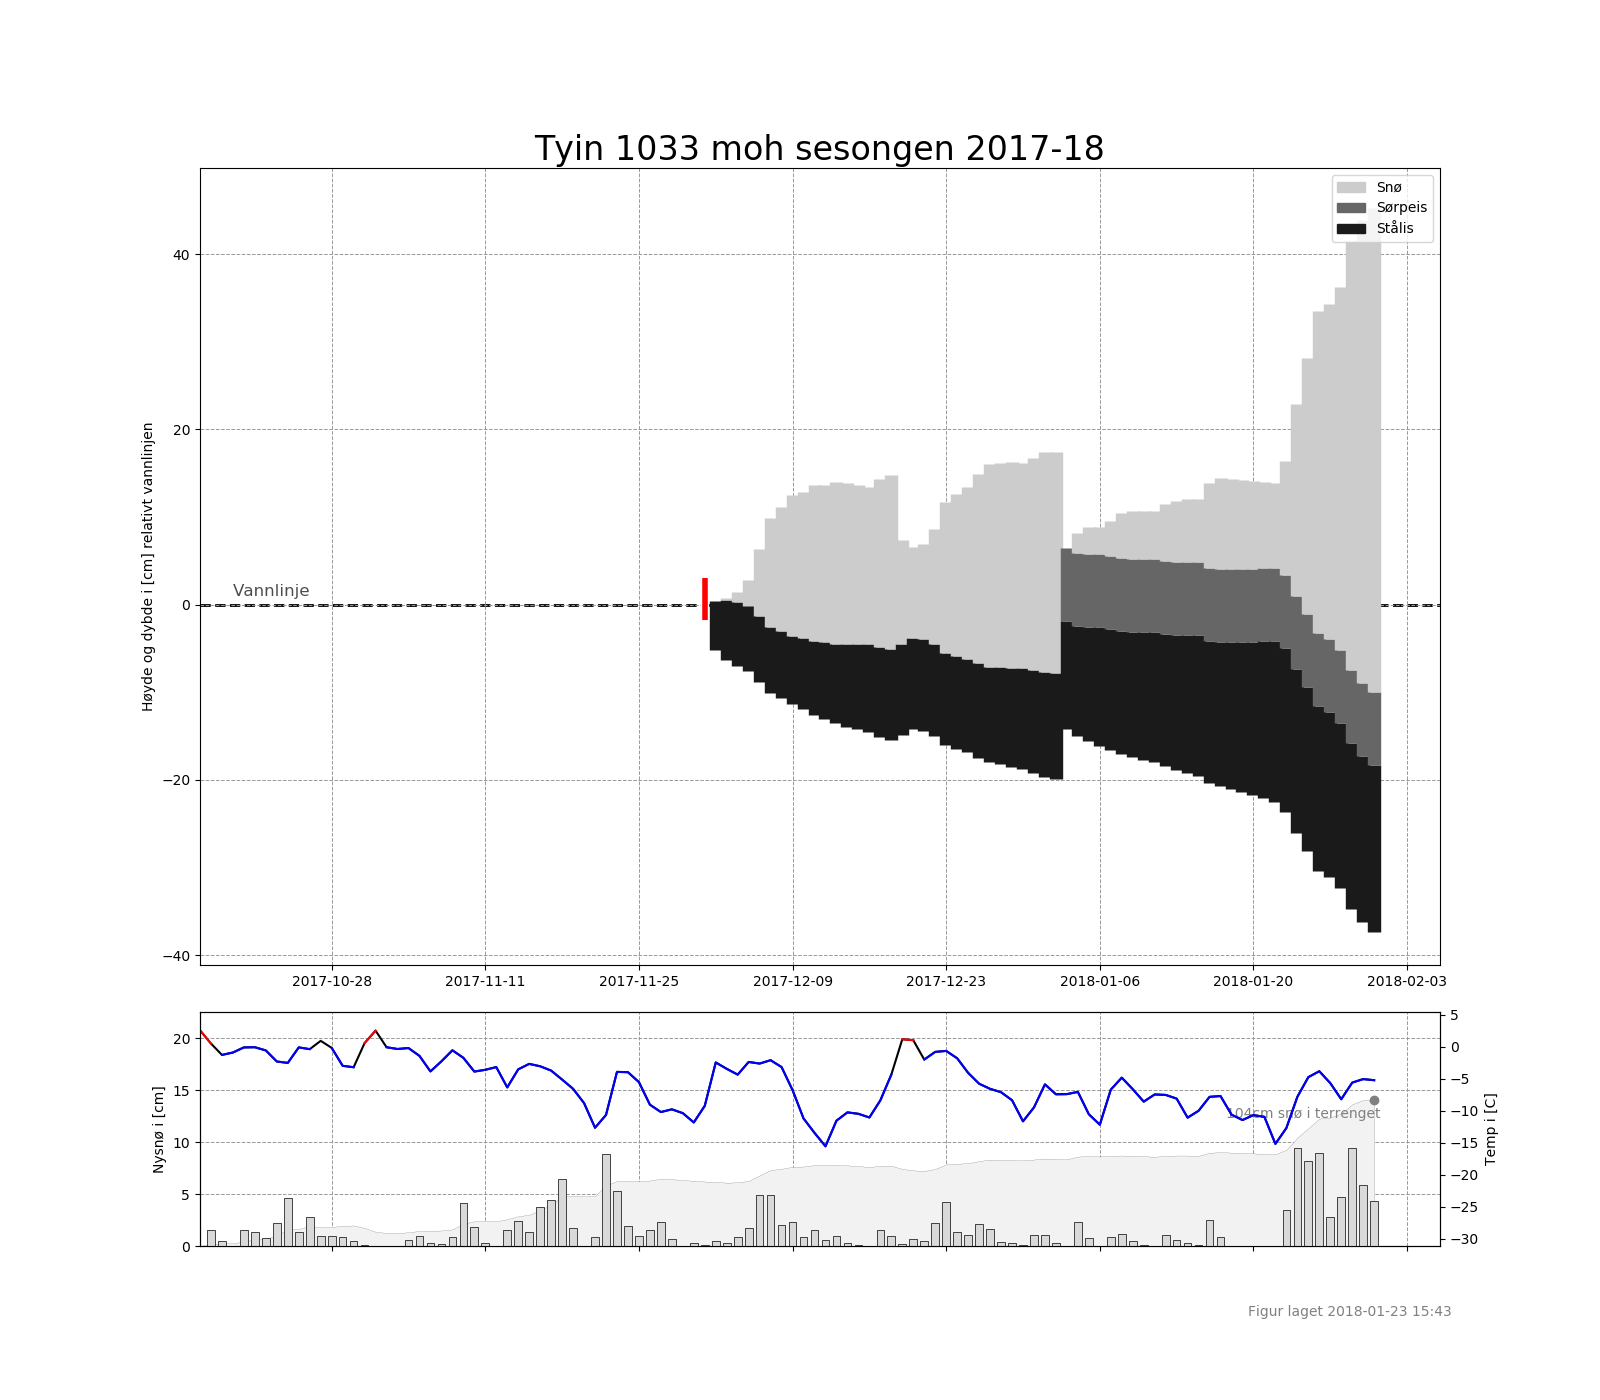 Tyin 1033 moh sesongen 2017-18
Snø
Sørpeis
Stålis
Høyde og dybde i [cm] relativt vannlinjen
40
20
0
−20
−40
Vannlinje
2017-10-28 2017-11-11 2017-11-25 2017-12-09 2017-12-23 2018-01-06 2018-01-20 2018-02-03
Nysnø i [cm]
20
15
10
5
0
104cm snø i terrenget
5
0
−5
−10
−15
−20
−25
−30
Temp i [C]
Figur laget 2018-01-23 15:43